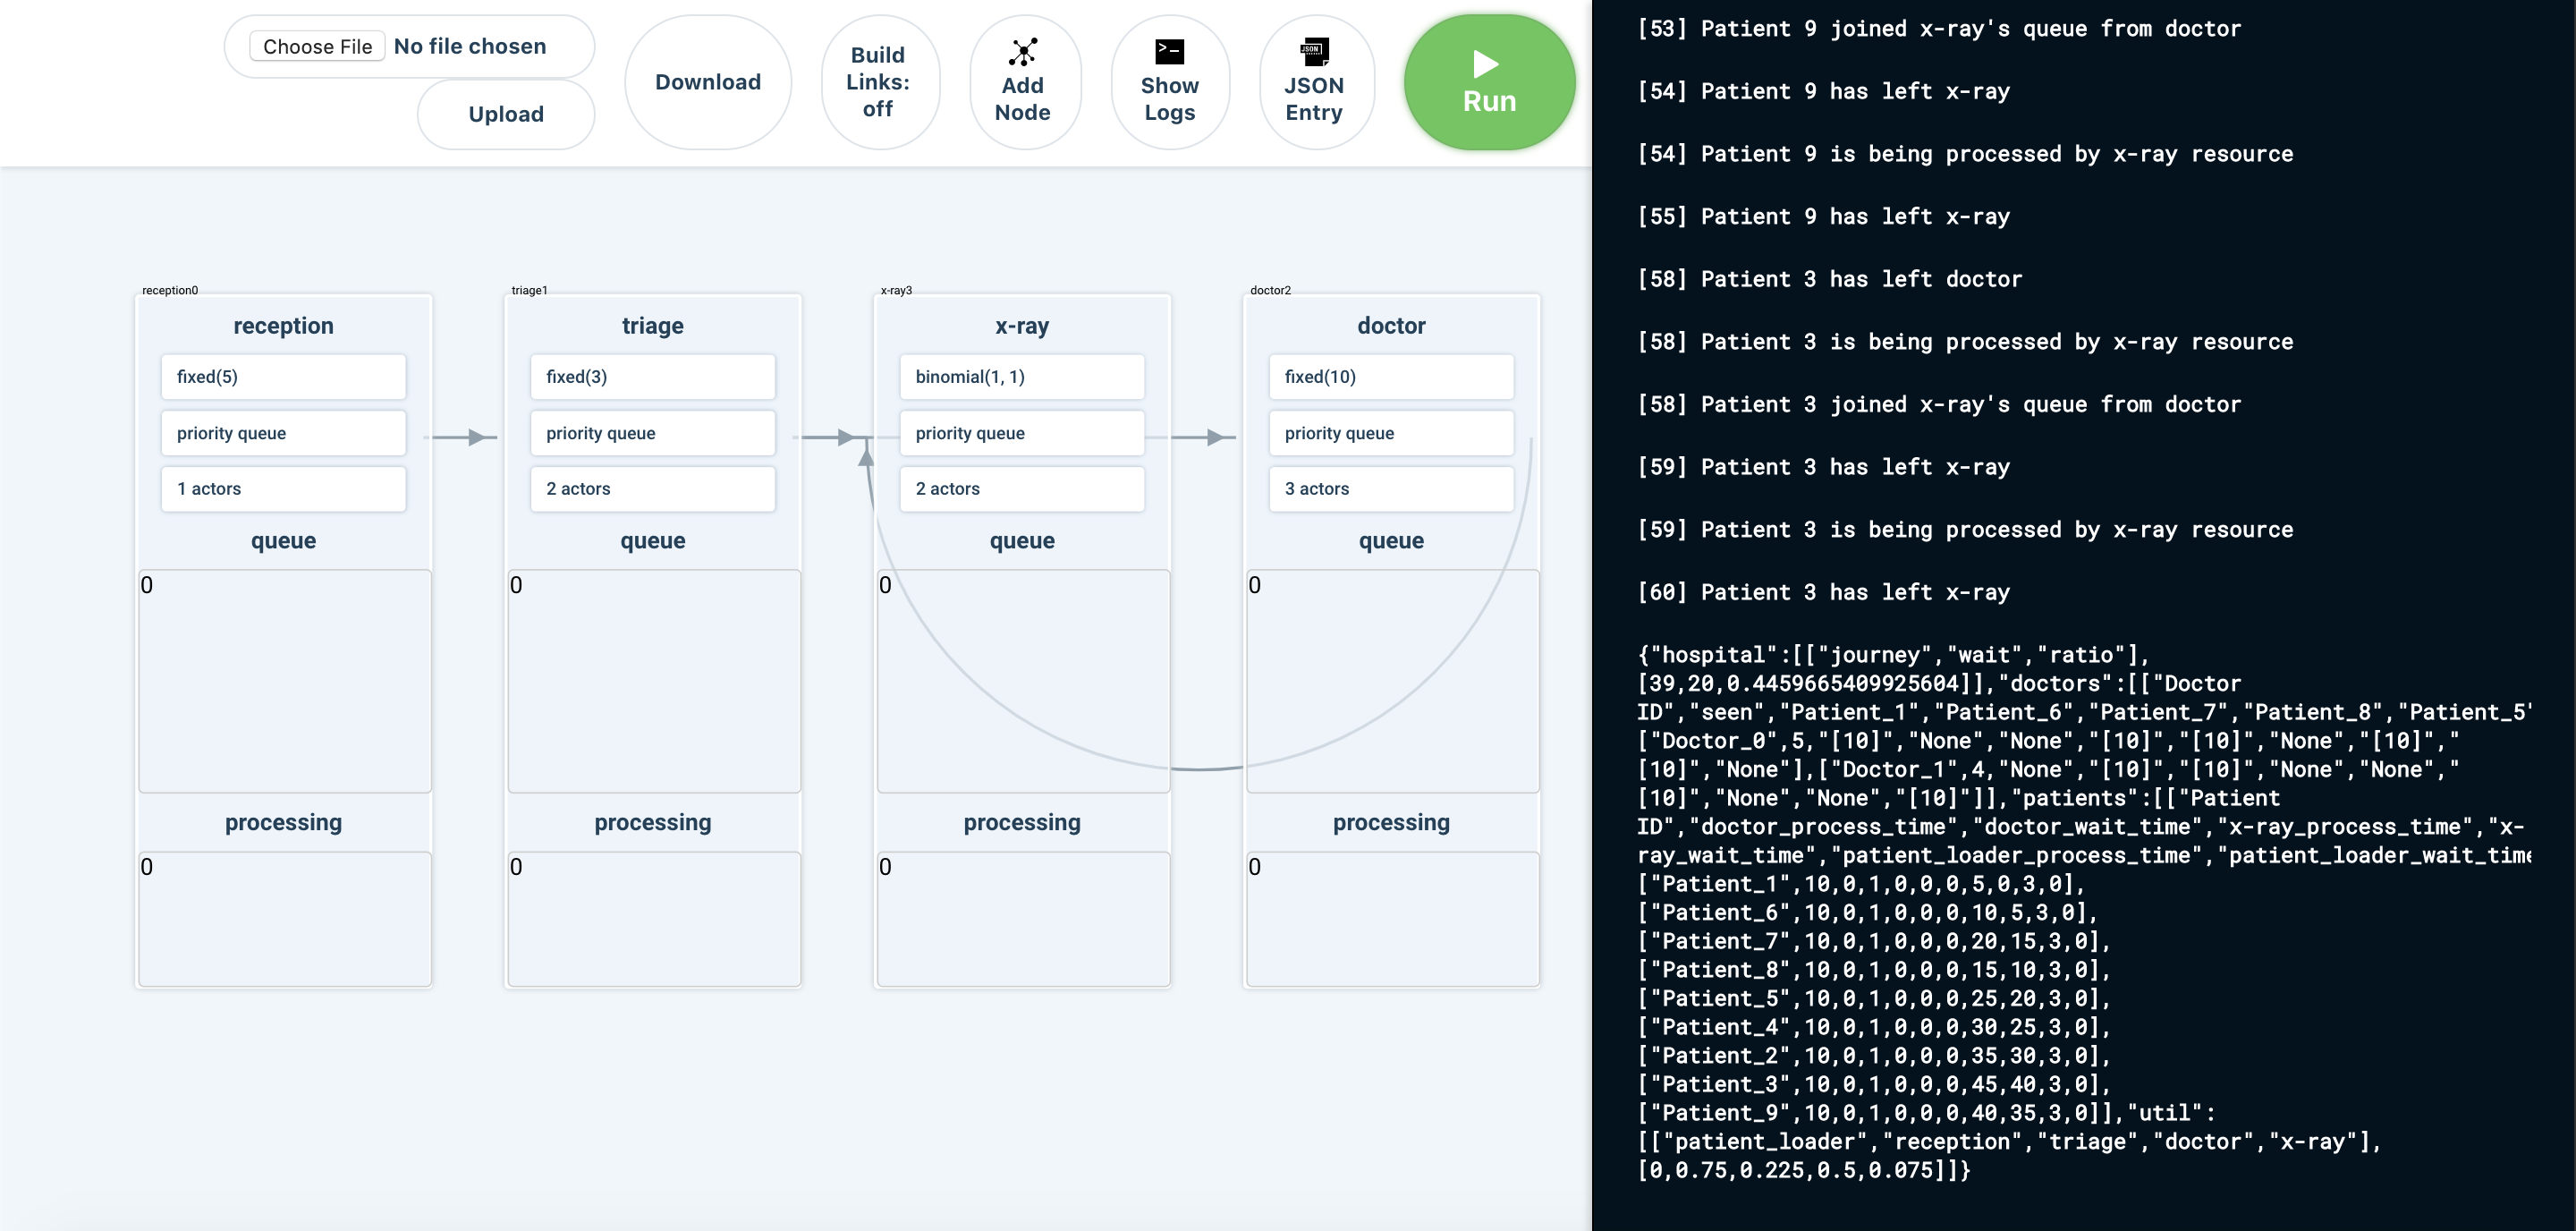 Choose File No file chosen
Upload
Download
Build
Links:
off
Add
Node
Show
Logs
JSON
JSON
Entry
Run
reception0
reception
fixed(5)
priority queue
1 actors
queue
0
processing
0
triage1
triage
fixed(3)
priority queue
2 actors
queue
0
processing
0
x-ray3
x-ray
binomial(1, 1)
priority queue
2 actors
queue
0
processing
0
doctor2
doctor
fixed(10)
priority queue
3 actors
queue
0
processing
0
[53] Patient 9 joined x-ray's queue from doctor
[54] Patient 9 has left x-ray
[54] Patient 9 is being processed by x-ray resource
[55] Patient 9 has left x-ray
[58] Patient 3 has left doctor
[58] Patient 3 is being processed by x-ray resource
[58] Patient 3 joined x-ray's queue from doctor
[59] Patient 3 has left x-ray
[59] Patient 3 is being processed by x-ray resource
[60] Patient 3 has left x-ray
{"hospital":[["journey","wait","ratio"],
[39,20,0.4459665409925604]],"doctors":[["Doctor
ID","seen","Patient_1","Patient_6","Patient_7","Patient_8","Patient_5"
["Doctor_0",5,"[10]","None","None","[10]","[10]","None","[10]","
[10]","None"],["Doctor_1",4,"None","[10]","[10]","None","None","
[10]","None","None","[10]"]],"patients":[["Patient
ID","doctor_process_time","doctor_wait_time","x-ray_process_time","x-
ray_wait_time","patient_loader_process_time","patient_loader_wait_time
["Patient_1",10,0,1,0,0,0,5,0,3,0],
["Patient_6",10,0,1,0,0,0,10,5,3,0],
["Patient_7",10,0,1,0,0,0,20,15,3,0],
["Patient_8",10,0,1,0,0,0,15,10,3,0],
["Patient_5",10,0,1,0,0,0,25,20,3,0],
["Patient_4",10,0,1,0,0,0,30,25,3,0],
["Patient_2",10,0,1,0,0,0,35,30,3,0],
["Patient_3",10,0,1,0,0,0,45,40,3,0],
["Patient_9",10,0,1,0,0,0,40,35,3,0]],"util":
[["patient_loader","reception","triage","doctor","x-ray"],
[0,0.75,0.225,0.5,0.075]]}